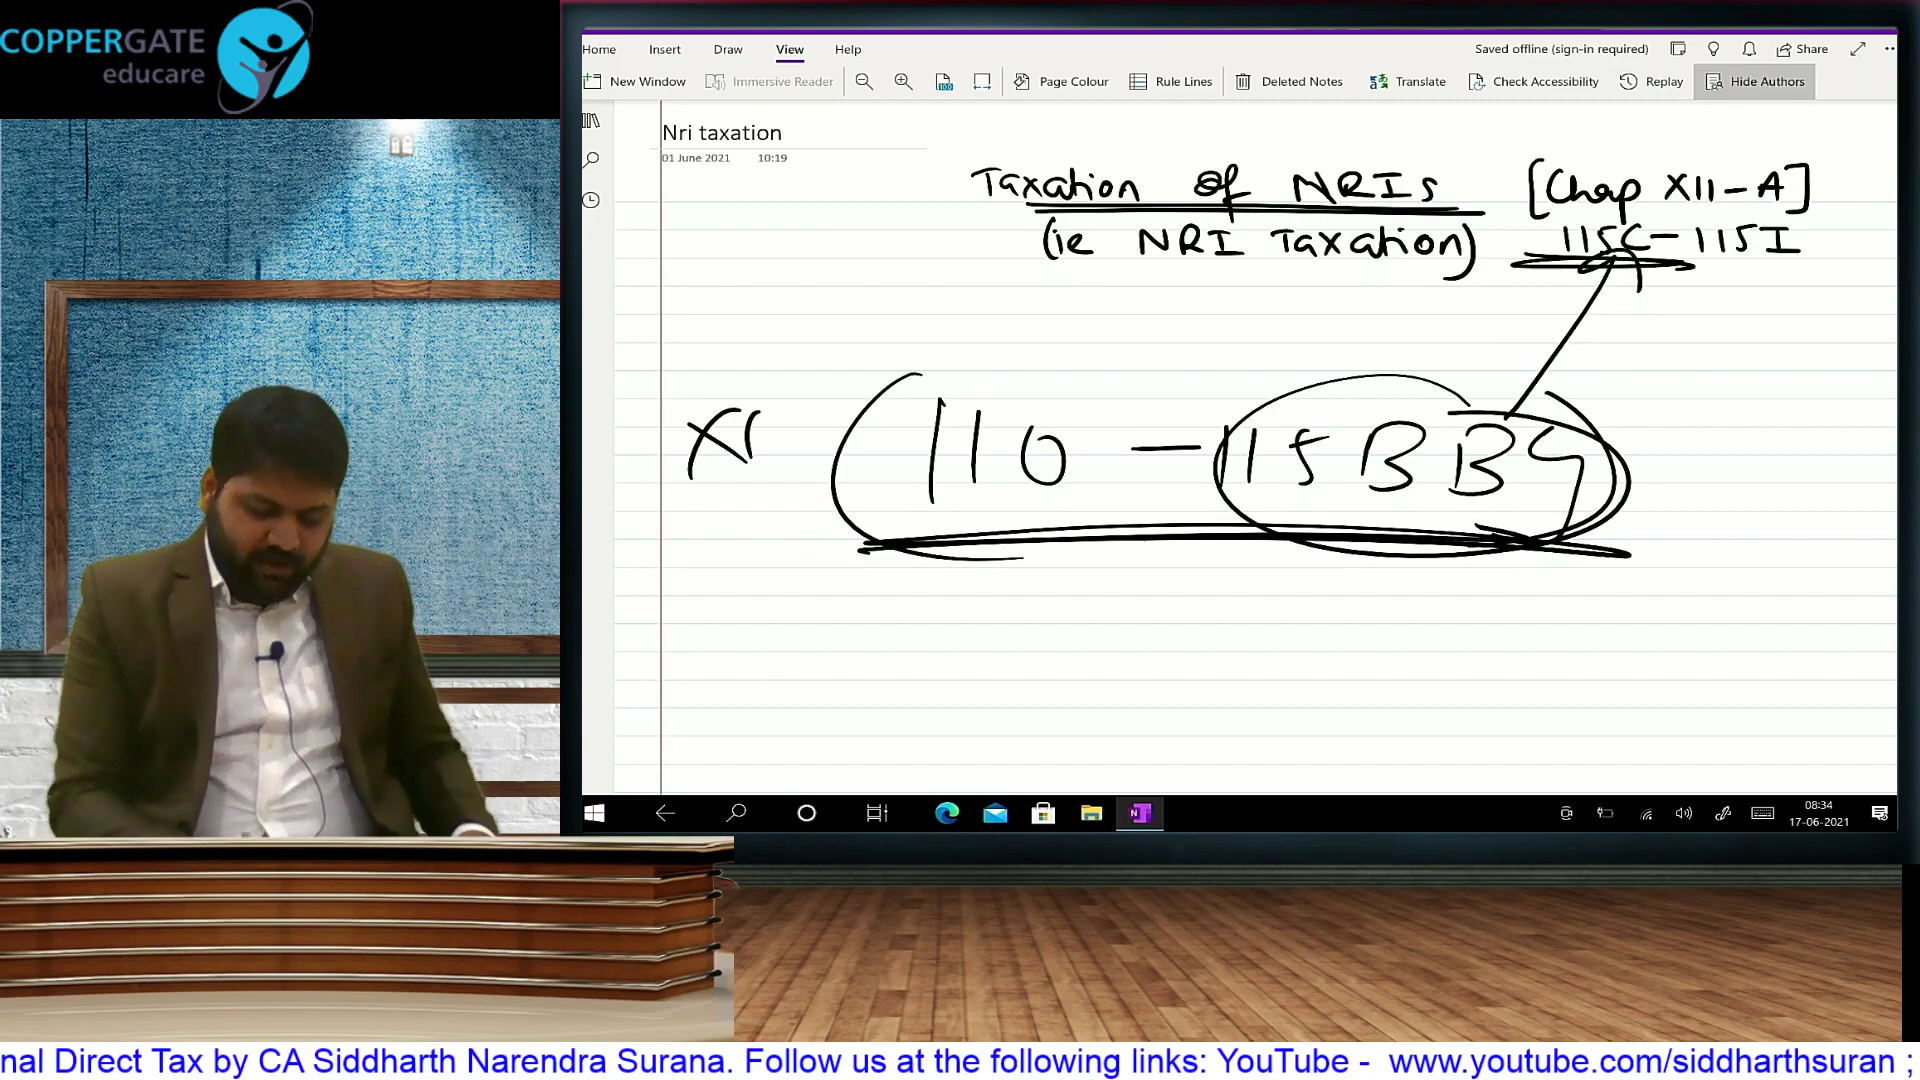 COPPERGATE
educare
Home Insert Draw View Help
Saved offline (sign-in required) Share
New Window Immersive Reader Page Colour Rule Lines Deleted Notes Translate Check Accessibility Replay Hide Authors
Nri taxation
01 June 2021 10:19
Taxation of NRIs [Chap XII-A]
(ie NRI Taxation) 115C-115I
(110 - 115BB
08:34
17-06-2021
nal Direct Tax by CA Siddharth Narendra Surana. Follow us at the following links: YouTube - www.youtube.com/siddharthsuran ;